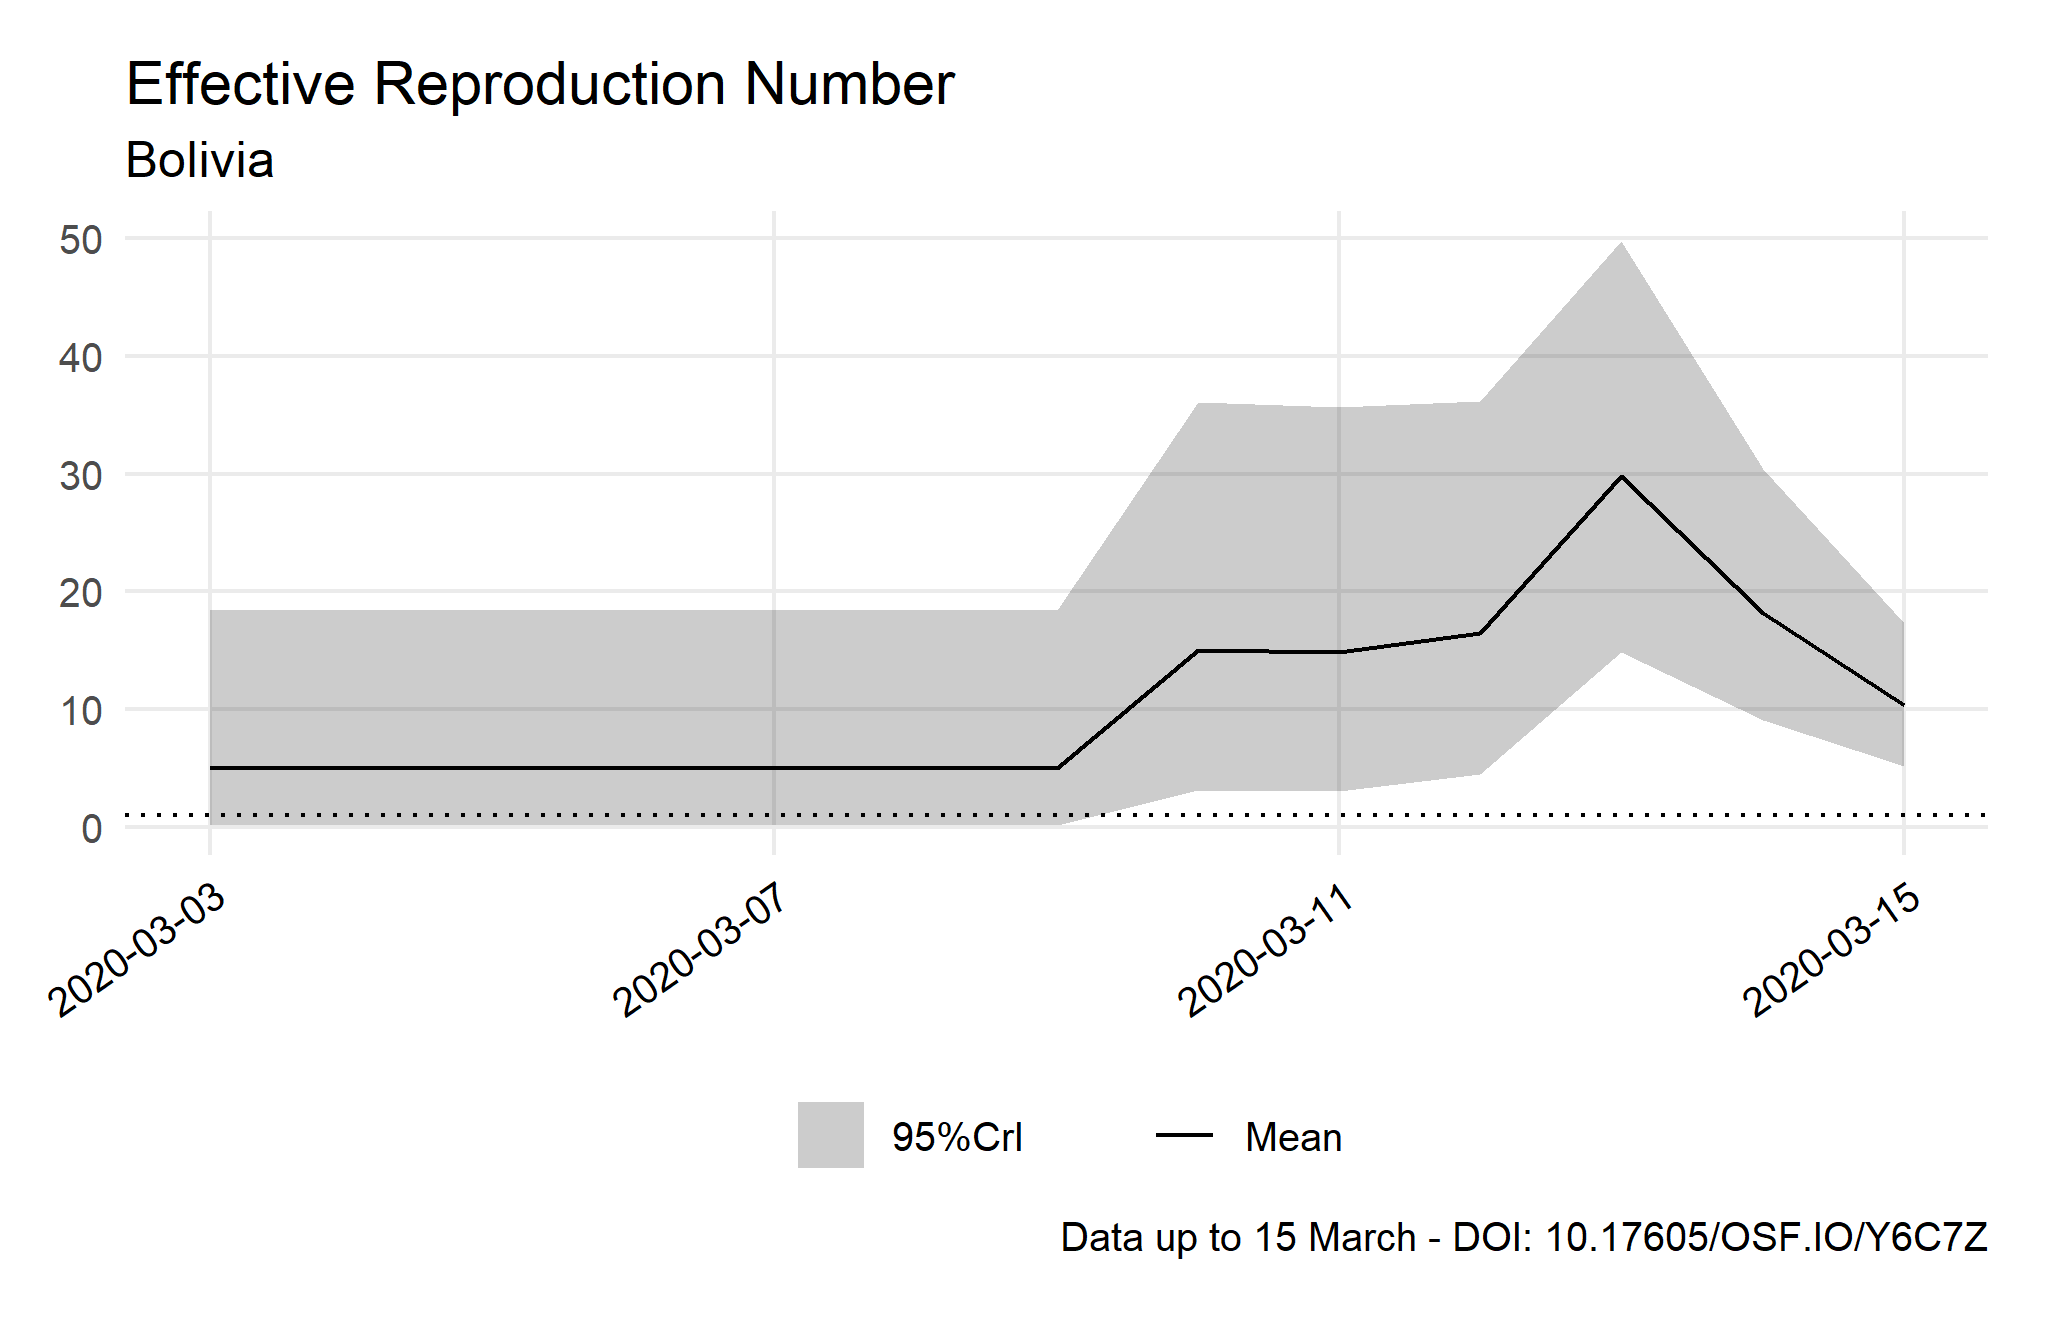 Effective Reproduction Number
Bolivia
50
40
30
20
10
0
2020-03-03
2020-03-07
2020-03-11
2020-03-15
95%CrI
Mean
Data up to 15 March - DOI: 10.17605/OSF.IO/Y6C7Z